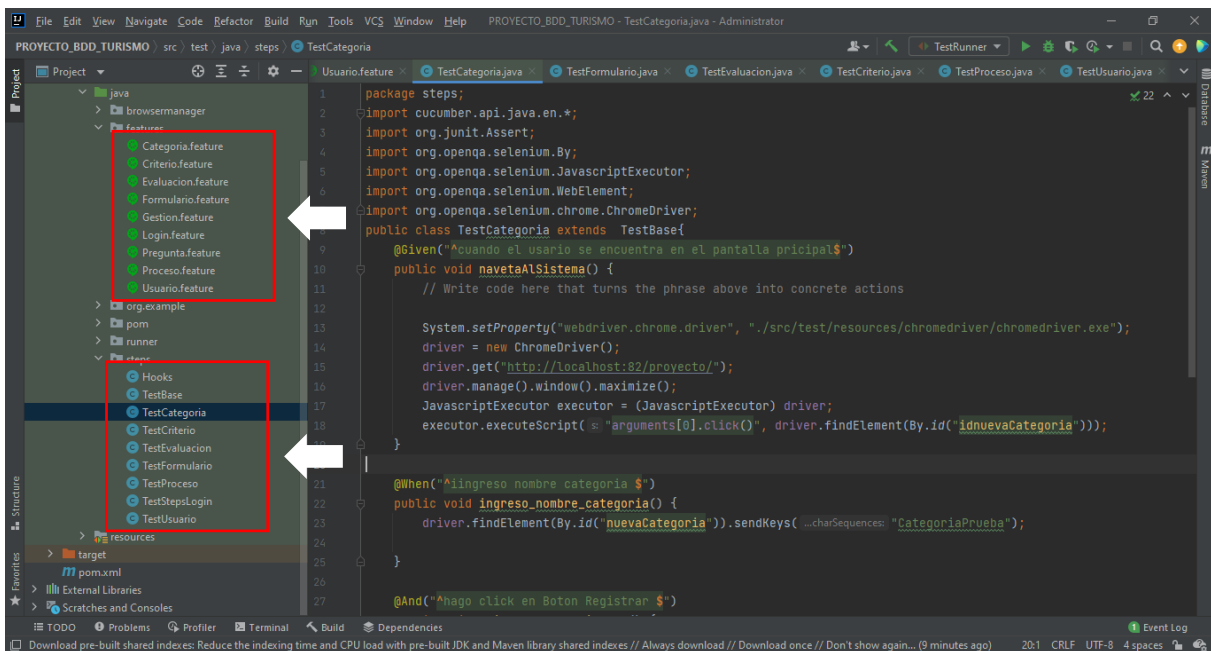 File Edit View Navigate Code Refactor Build Run Tools VCS Window Help PROYECTO_BDD_TURISMO - TestCategoria.java - Administrator
PROYECTO_BDD_TURISMO src test java steps TestCategoria
TestRunner
Project
Usuario.feature TestCategoria.java TestFormulario.java TestEvaluacion.java TestCriterio.java TestProceso.java TestUsuario.java
Project
Structure
Favorites
Database
Maven
java
browsermanager
features
Categoria.feature
Criterio.feature
Evaluacion.feature
Formulario.feature
Gestion.feature
Login.feature
Pregunta.feature
Proceso.feature
Usuario.feature
org.example
pom
runner
steps
Hooks
TestBase
TestCategoria
TestCriterio
TestEvaluacion
TestFormulario
TestProceso
TestStepsLogin
TestUsuario
resources
target
pom.xml
External Libraries
Scratches and Consoles
22
1 package steps;
2 import cucumber.api.java.en.*;
3 import org.junit.Assert;
4 import org.openqa.selenium.By;
5 import org.openqa.selenium.JavascriptExecutor;
6 import org.openqa.selenium.WebElement;
import org.openqa.selenium.chrome.ChromeDriver;
8 public class TestCategoria extends TestBase{
9 @Given("^cuando el usario se encuentra en el pantalla pricipal$")
10 public void navetaAlSistema() {
11 // Write code here that turns the phrase above into concrete actions
12
13 System.setProperty("webdriver.chrome.driver", "./src/test/resources/chromedriver/chromedriver.exe");
14 driver = new ChromeDriver();
15 driver.get("http://localhost:82/proyecto/");
16 driver.manage().window().maximize();
17 JavascriptExecutor executor = (JavascriptExecutor) driver;
18 executor.executeScript( s: "arguments[0].click()", driver.findElement(By.id("idnuevaCategoria")));
19 }
21 @When("^iingreso nombre categoria $")
22 public void ingreso_nombre_categoria() {
23 driver.findElement(By.id("nuevaCategoria")).sendKeys( ...charSequences: "CategoriaPrueba");
24
25 }
26
27 @And("^hago click en Boton Registrar $")
TODO Problems Profiler Terminal Build Dependencies 1 Event Log
Download pre-built shared indexes: Reduce the indexing time and CPU load with pre-built JDK and Maven library shared indexes // Always download // Download once // Don't show again... (9 minutes ago) 20:1 CRLF UTF-8 4 spaces